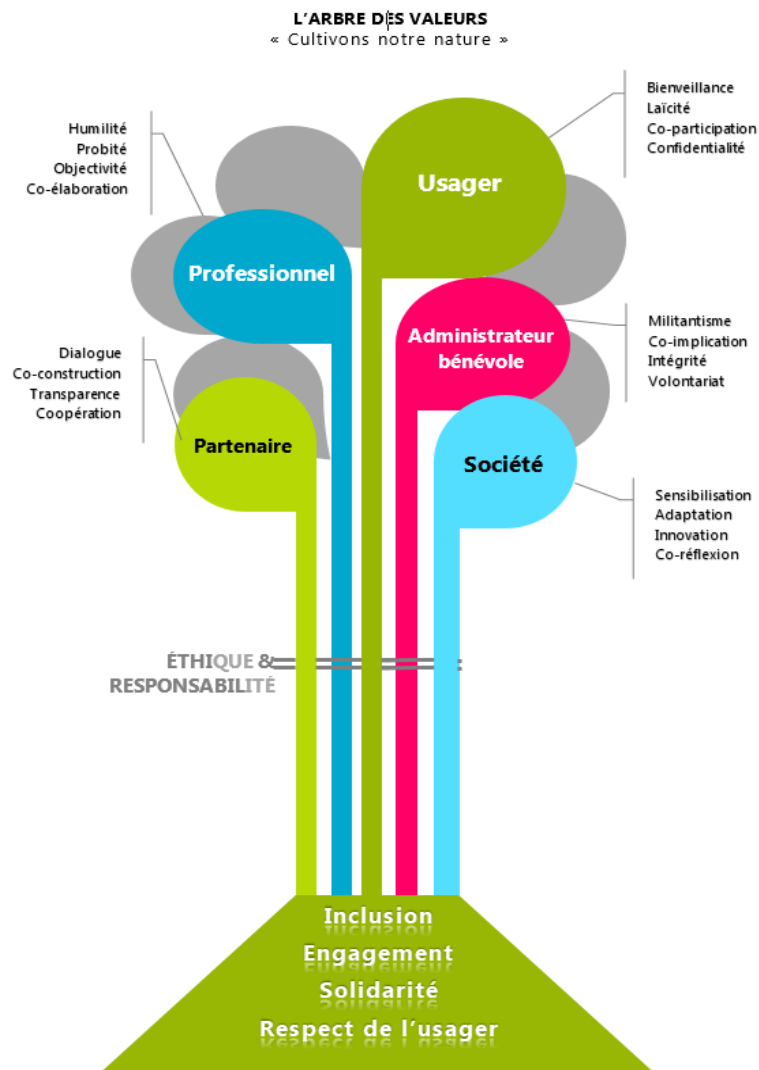 L'ARBRE DES VALEURS
« Cultivons notre nature »
Bienveillance
Laïcité
Co-participation
Confidentialité
Humilité
Probité
Objectivité
Co-élaboration
Usager
Professionnel
Administrateur
bénévole
Militantisme
Co-implication
Intégrité
Volontariat
Dialogue
Co-construction
Transparence
Coopération
Partenaire
Société
Sensibilisation
Adaptation
Innovation
Co-réflexion
ÉTHIQUE &
RESPONSABILITÉ
Inclusion
Engagement
Solidarité
Respect de l'usager